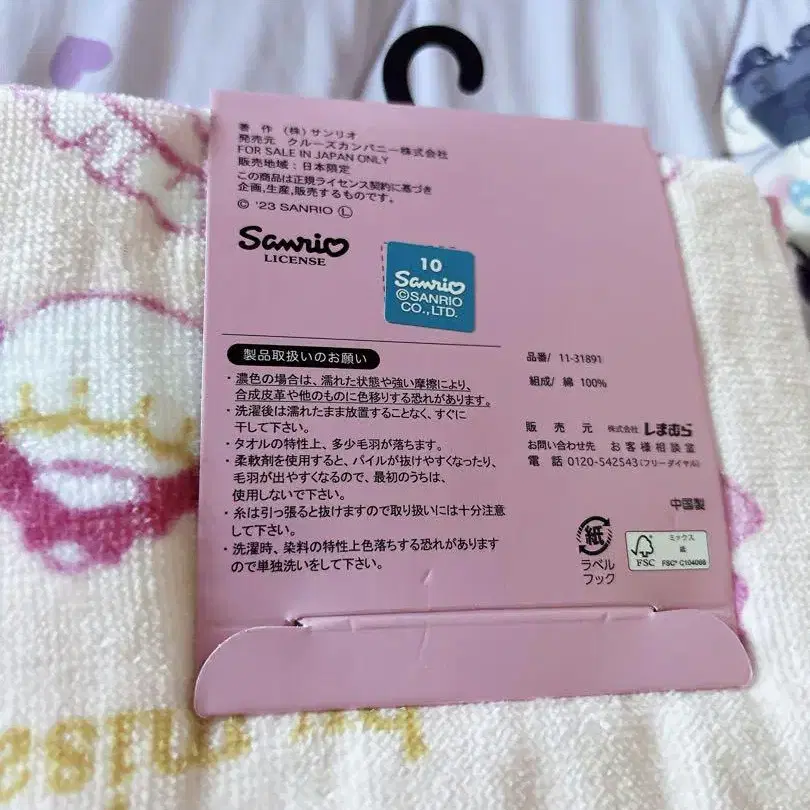 著 作 (株) サンリオ
発売元 クルーズカンパニー株式会社
FOR SALE IN JAPAN ONLY
販売地域：日本限定
この商品は正規ライセンス契約に基づき
企画,生産,販売するものです。
© '23 SANRIO Ⓛ
Sanrio
LICENSE
10
Sanrio
©SANRIO
CO.,LTD.
製品取扱いのお願い
・濃色の場合は、濡れた状態や強い摩擦により、
合成皮革や他のものに色移りする恐れがあります。
・洗濯後は濡れたまま放置することなく、すぐに
干して下さい。
・タオルの特性上、多少毛羽が落ちます。
・柔軟剤を使用すると、パイルが抜けやすくなったり、
毛羽が出やすくなるので、最初のうちは、
使用しないで下さい。
・糸は引っ張ると抜けますので取り扱いには十分注意
して下さい。
・洗濯時、染料の特性上色落ちする恐れがあります
ので単独洗いをして下さい。
品番/ 11-31891
組成/ 綿 100%
販 売 元 株式会社 しまむら
お問い合わせ先 お客様相談室
電 話 0120-542543(フリーダイヤル)
中国製
紙
ラベル
フック
FSC
ミックス
紙
FSC® C104088